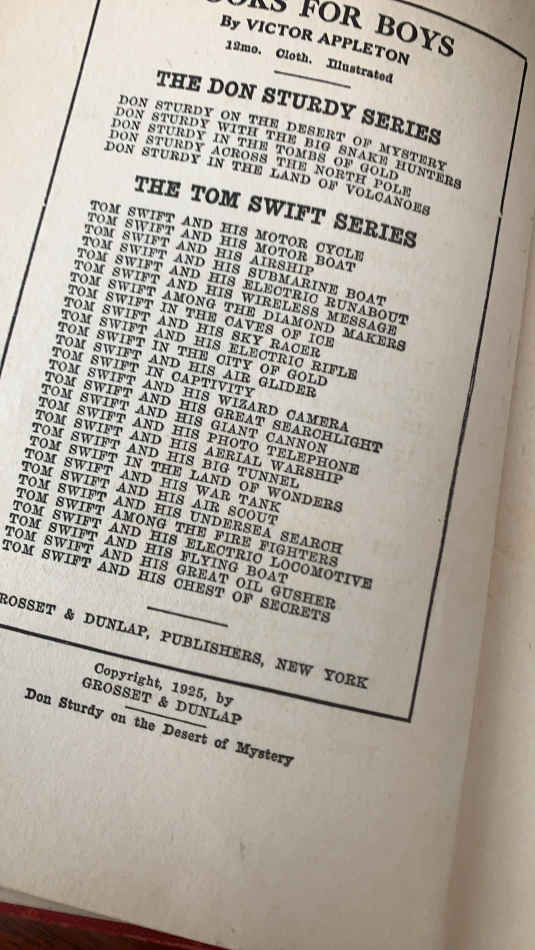 BOOKS FOR BOYS
By VICTOR APPLETON
12mo. Cloth. Illustrated
THE DON STURDY SERIES
DON STURDY ON THE DESERT OF MYSTERY
DON STURDY WITH THE BIG SNAKE HUNTERS
DON STURDY IN THE TOMBS OF GOLD
DON STURDY ACROSS THE NORTH POLE
DON STURDY IN THE LAND OF VOLCANOES
THE TOM SWIFT SERIES
TOM SWIFT AND HIS MOTOR CYCLE
TOM SWIFT AND HIS MOTOR BOAT
TOM SWIFT AND HIS AIRSHIP
TOM SWIFT AND HIS SUBMARINE BOAT
TOM SWIFT AND HIS ELECTRIC RUNABOUT
TOM SWIFT AND HIS WIRELESS MESSAGE
TOM SWIFT AMONG THE DIAMOND MAKERS
TOM SWIFT IN THE CAVES OF ICE
TOM SWIFT AND HIS SKY RACER
TOM SWIFT AND HIS ELECTRIC RIFLE
TOM SWIFT IN THE CITY OF GOLD
TOM SWIFT AND HIS AIR GLIDER
TOM SWIFT IN CAPTIVITY
TOM SWIFT AND HIS WIZARD CAMERA
TOM SWIFT AND HIS GREAT SEARCHLIGHT
TOM SWIFT AND HIS GIANT CANNON
TOM SWIFT AND HIS PHOTO TELEPHONE
TOM SWIFT AND HIS AERIAL WARSHIP
TOM SWIFT AND HIS BIG TUNNEL
TOM SWIFT IN THE LAND OF WONDERS
TOM SWIFT AND HIS WAR TANK
TOM SWIFT AND HIS AIR SCOUT
TOM SWIFT AND HIS UNDERSEA SEARCH
TOM SWIFT AMONG THE FIRE FIGHTERS
TOM SWIFT AND HIS ELECTRIC LOCOMOTIVE
TOM SWIFT AND HIS FLYING BOAT
TOM SWIFT AND HIS GREAT OIL GUSHER
TOM SWIFT AND HIS CHEST OF SECRETS
GROSSET & DUNLAP, PUBLISHERS, NEW YORK
Copyright, 1925, by
GROSSET & DUNLAP
Don Sturdy on the Desert of Mystery